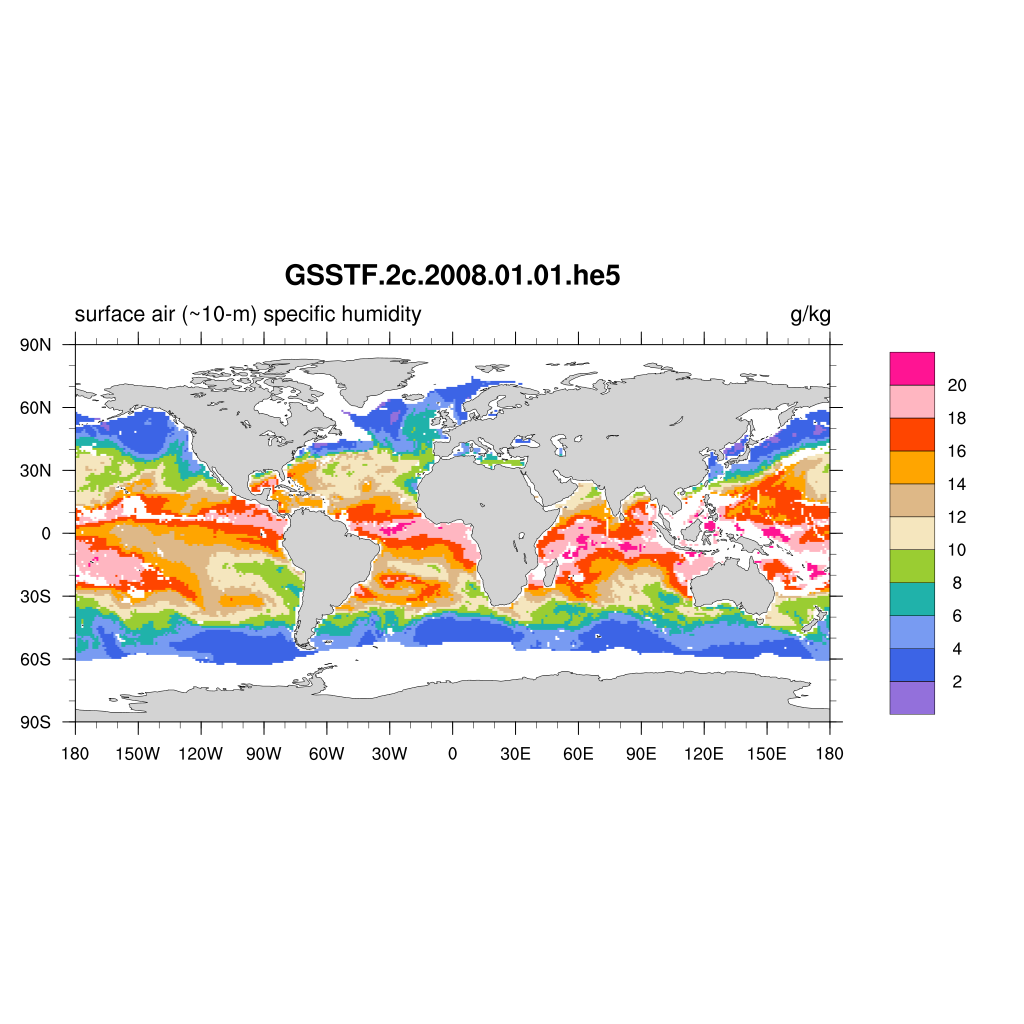 GSSTF.2c.2008.01.01.he5
surface air (~10-m) specific humidity g/kg
90N
60N
30N
0
30S
60S
90S
180 150W 120W 90W 60W 30W 0 30E 60E 90E 120E 150E 180
20
18
16
14
12
10
8
6
4
2